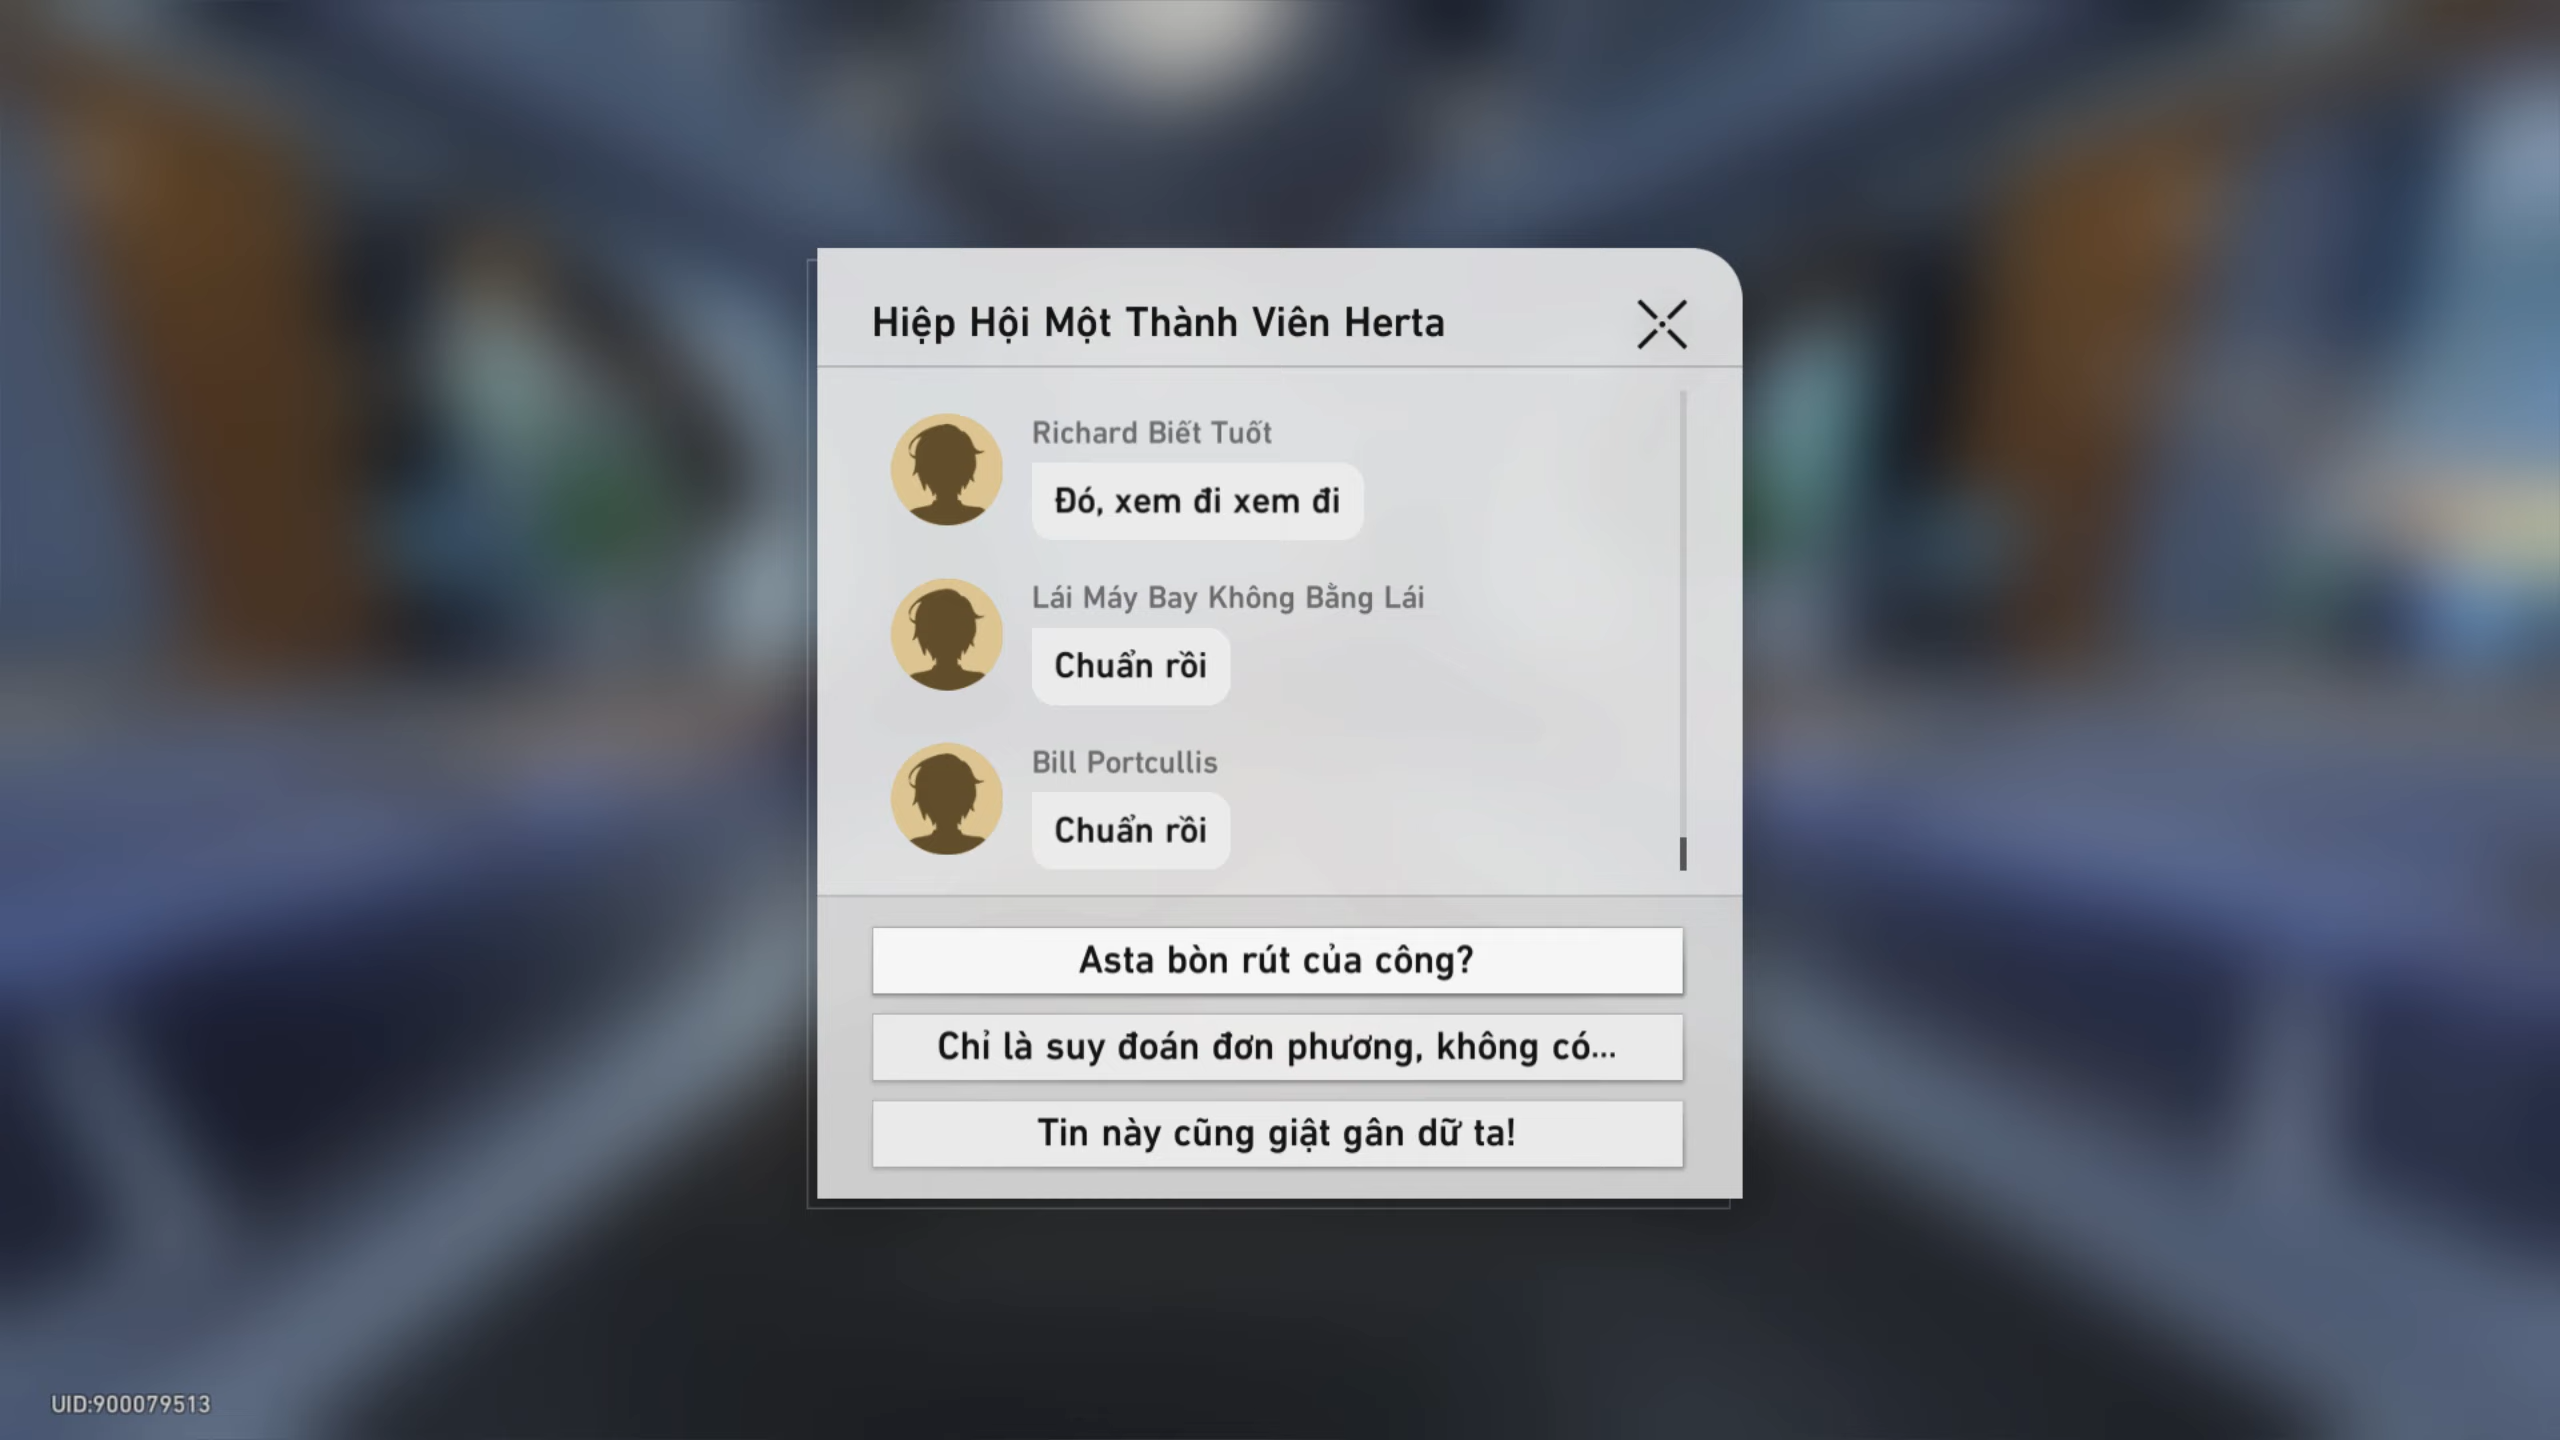 Hiệp Hội Một Thành Viên Herta
Richard Biết Tuốt
Đó, xem đi xem đi
Lái Máy Bay Không Bằng Lái
Chuẩn rồi
Bill Portcullis
Chuẩn rồi
Asta bòn rút của công?
Chỉ là suy đoán đơn phương, không có...
Tin này cũng giật gân dữ ta!
UID:900079513